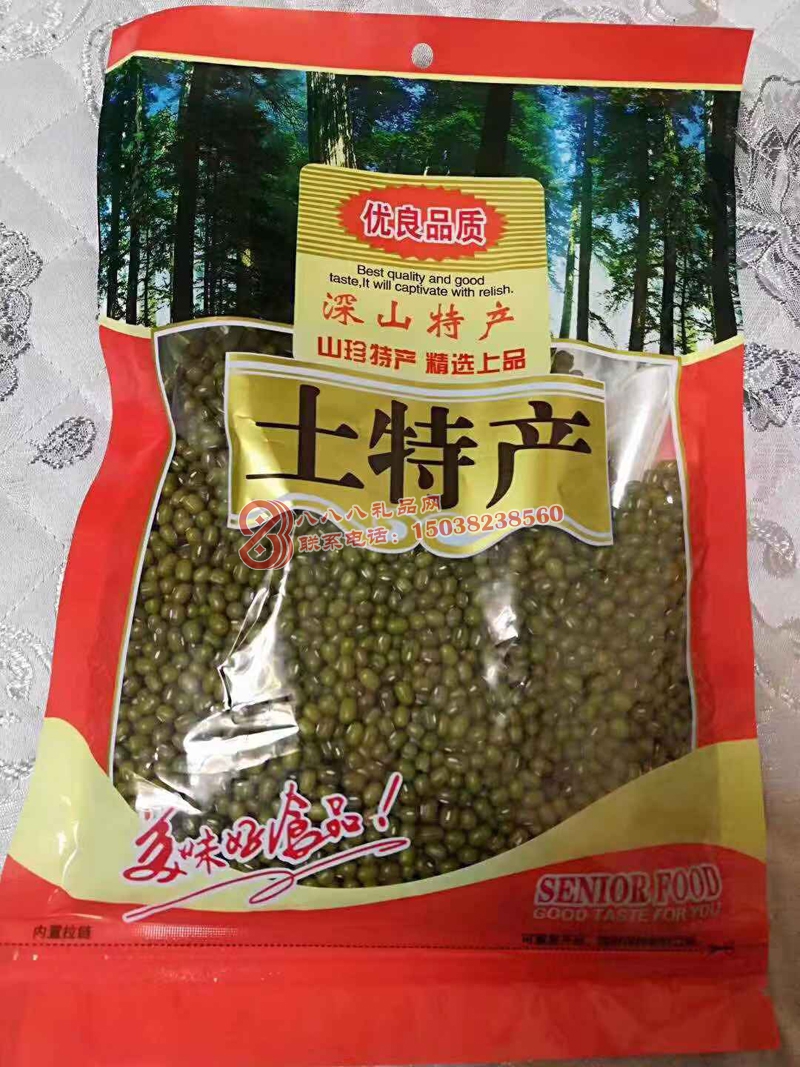 优良品质
Best quality and good
taste,It will captivate with relish.
深山特产
山珍特产 精选上品
土特产
八八八礼品网
联系电话：15038238560
美味好食品！
SENIOR FOOD
GOOD TASTE FOR YOU
内置拉链